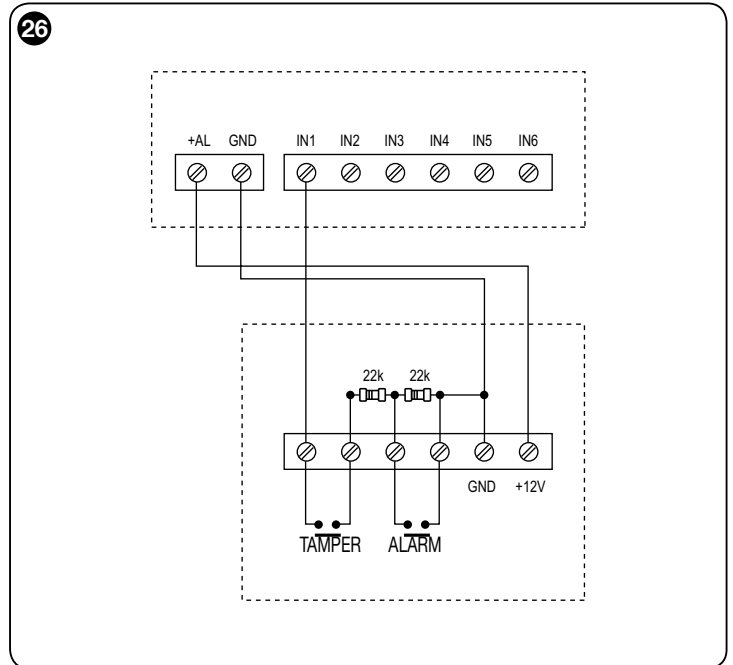 26
+AL GND IN1 IN2 IN3 IN4 IN5 IN6
22k 22k
GND +12V
TAMPER ALARM